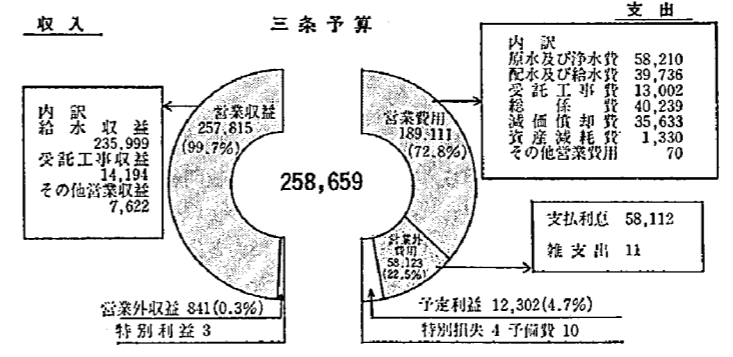 収入
三条予算
支出
内訳
給水収益
235,999
受託工事収益
14,194
その他営業収益
7,622
営業収益
257,815
(99.7%)
258,659
営業費用
189,111
(72.8%)
内訳
原水及び浄水費 58,210
配水及び給水費 39,736
受託工事費 13,002
総係費 40,239
減価償却費 35,633
資産減耗費 1,330
その他営業費用 70
営業外
費用
58,123
(22.5%)
支払利息 58,112
雑支出 11
営業外収益 841(0.3%)
特別利益 3
予定利益 12,302(4.7%)
特別損失 4 予備費 10